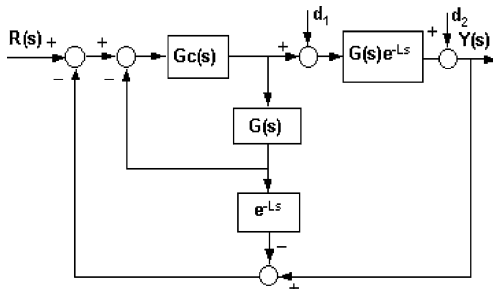 d₁
d₂
R(s)
+
−
+
−
Gc(s)
+
G(s)e⁻ᴸˢ
+
Y(s)
G(s)
e⁻ᴸˢ
−
+